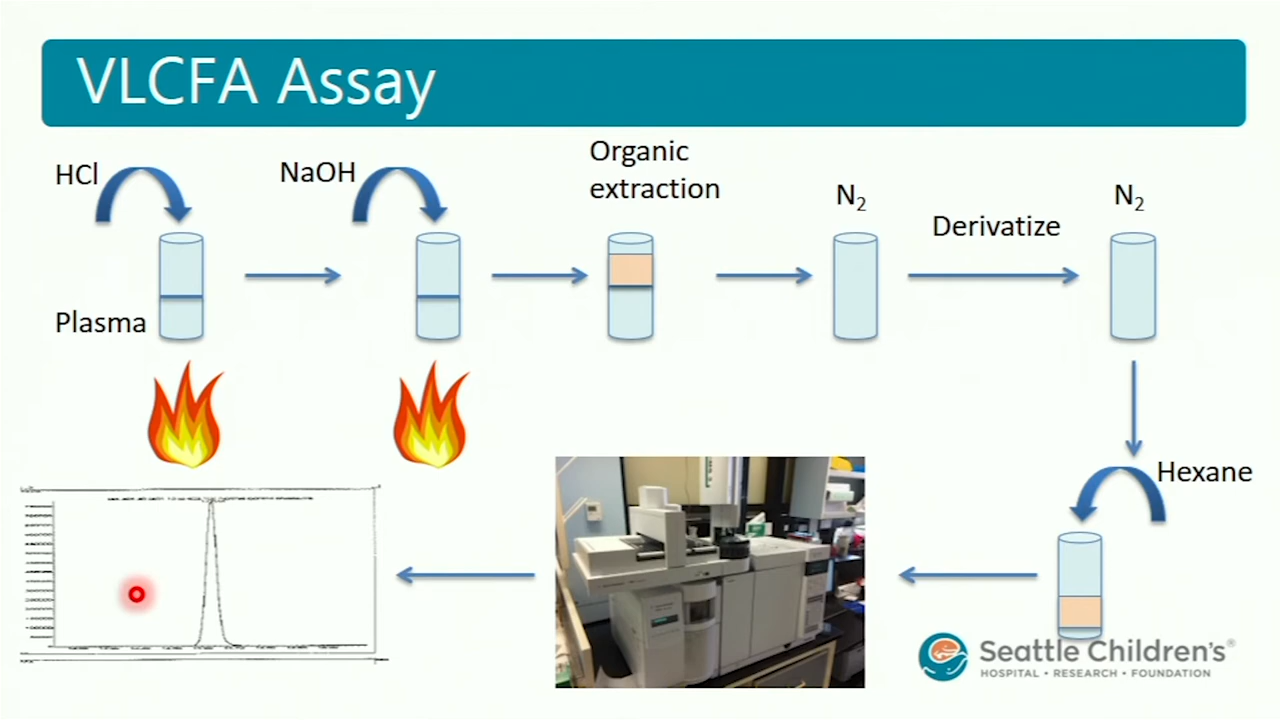 VLCFA Assay
HCl
NaOH
Organic
extraction
N₂
Derivatize
N₂
Plasma
Hexane
Seattle Children's®
HOSPITAL • RESEARCH • FOUNDATION